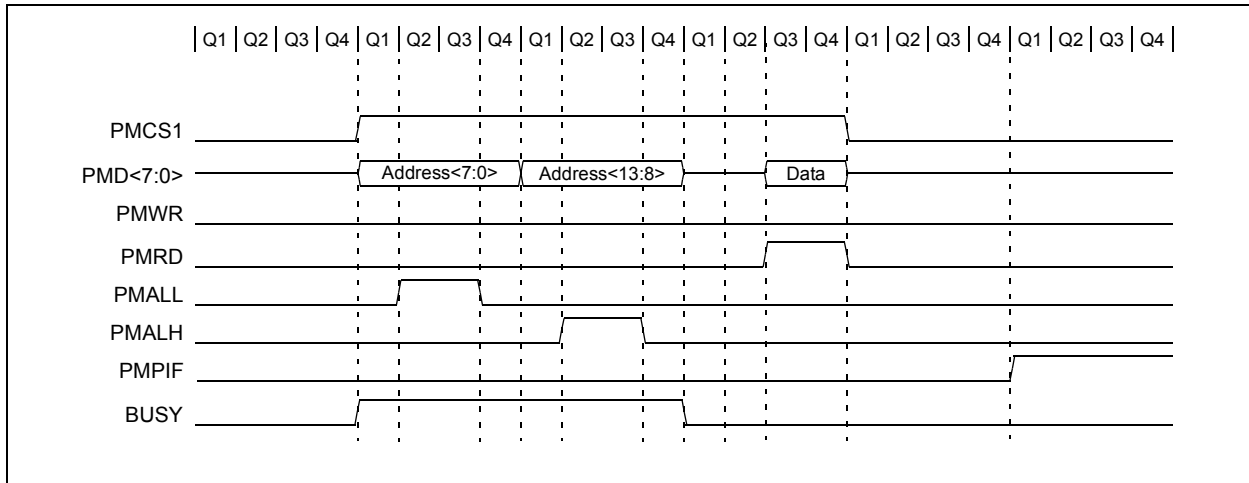 Q1 Q2 Q3 Q4 Q1 Q2 Q3 Q4 Q1 Q2 Q3 Q4 Q1 Q2 Q3 Q4 Q1 Q2 Q3 Q4 Q1 Q2 Q3 Q4
PMCS1
PMD<7:0> Address<7:0> Address<13:8> Data
PMWR
PMRD
PMALL
PMALH
PMPIF
BUSY